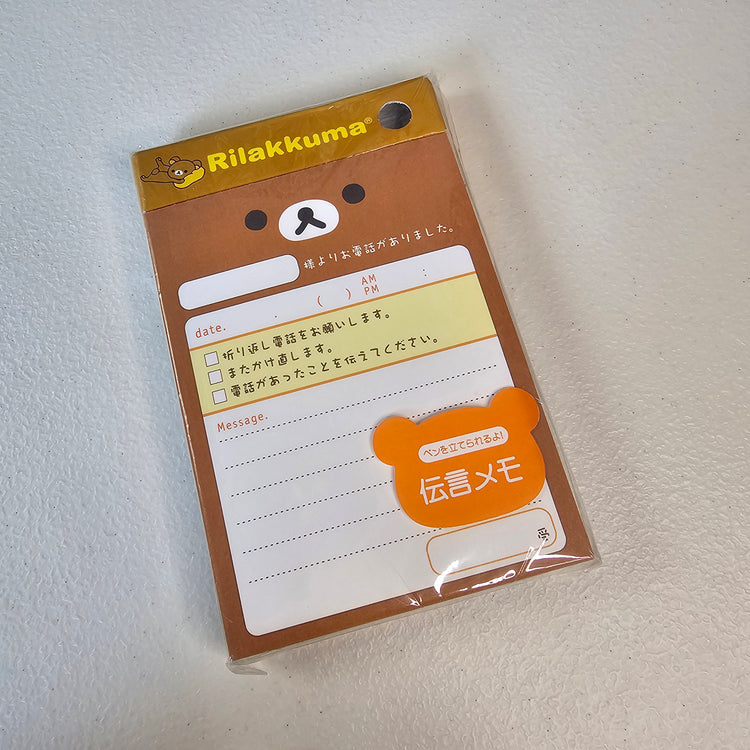 Rilakkuma®
様よりお電話がありました。
date. . ( ) AM PM :
折り返し電話をお願いします。
またかけ直します。
電話があったことを伝えてください。
Message.
ペンを立てられるよ!
伝言メモ
受